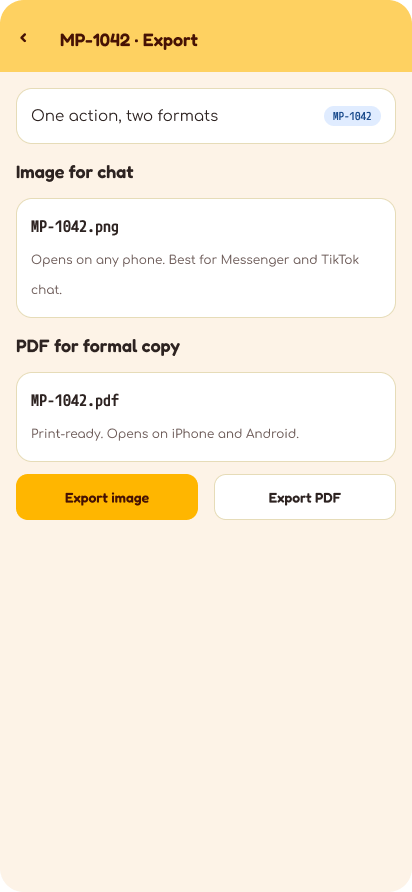 MP-1042 · Export
One action, two formats
MP-1042
Image for chat
MP-1042.png
Opens on any phone. Best for Messenger and TikTok
chat.
PDF for formal copy
MP-1042.pdf
Print-ready. Opens on iPhone and Android.
Export image
Export PDF